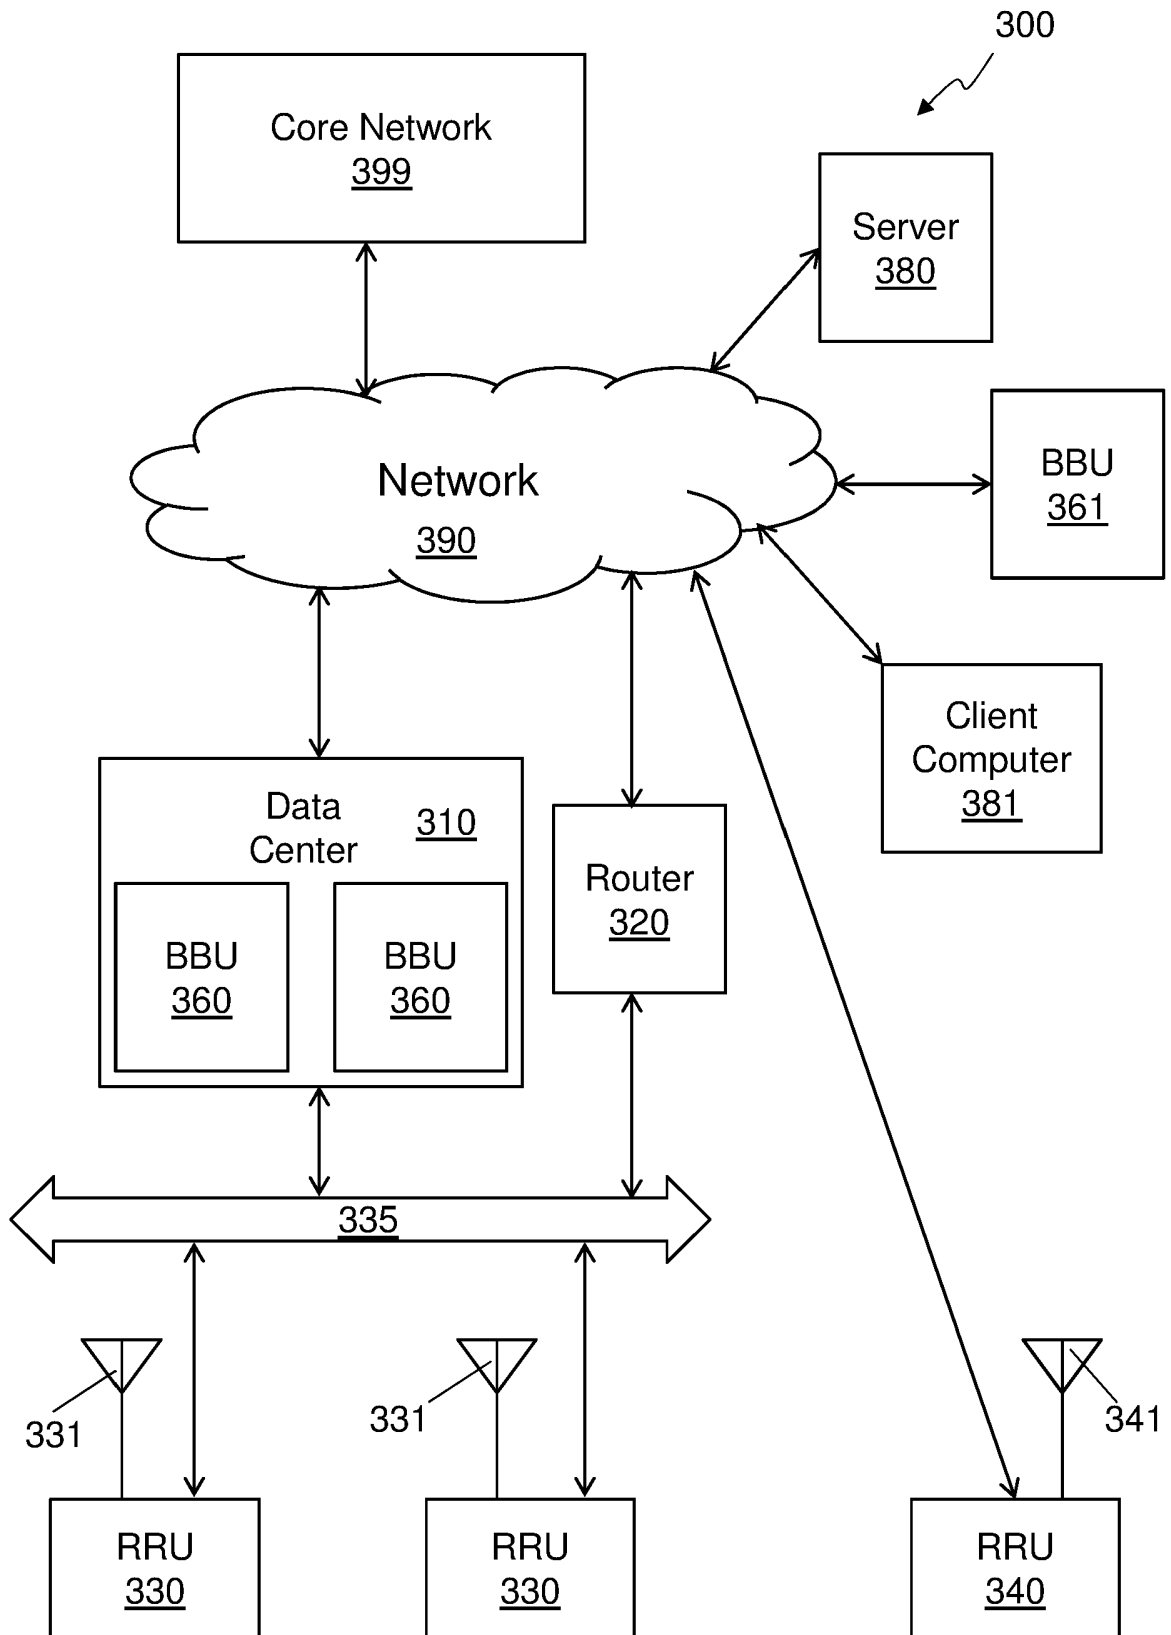 300
Core Network
399
Server
380
Network
390
BBU
361
Client
Computer
381
Data
Center
310
BBU
360
BBU
360
Router
320
335
331
331
341
RRU
330
RRU
330
RRU
340